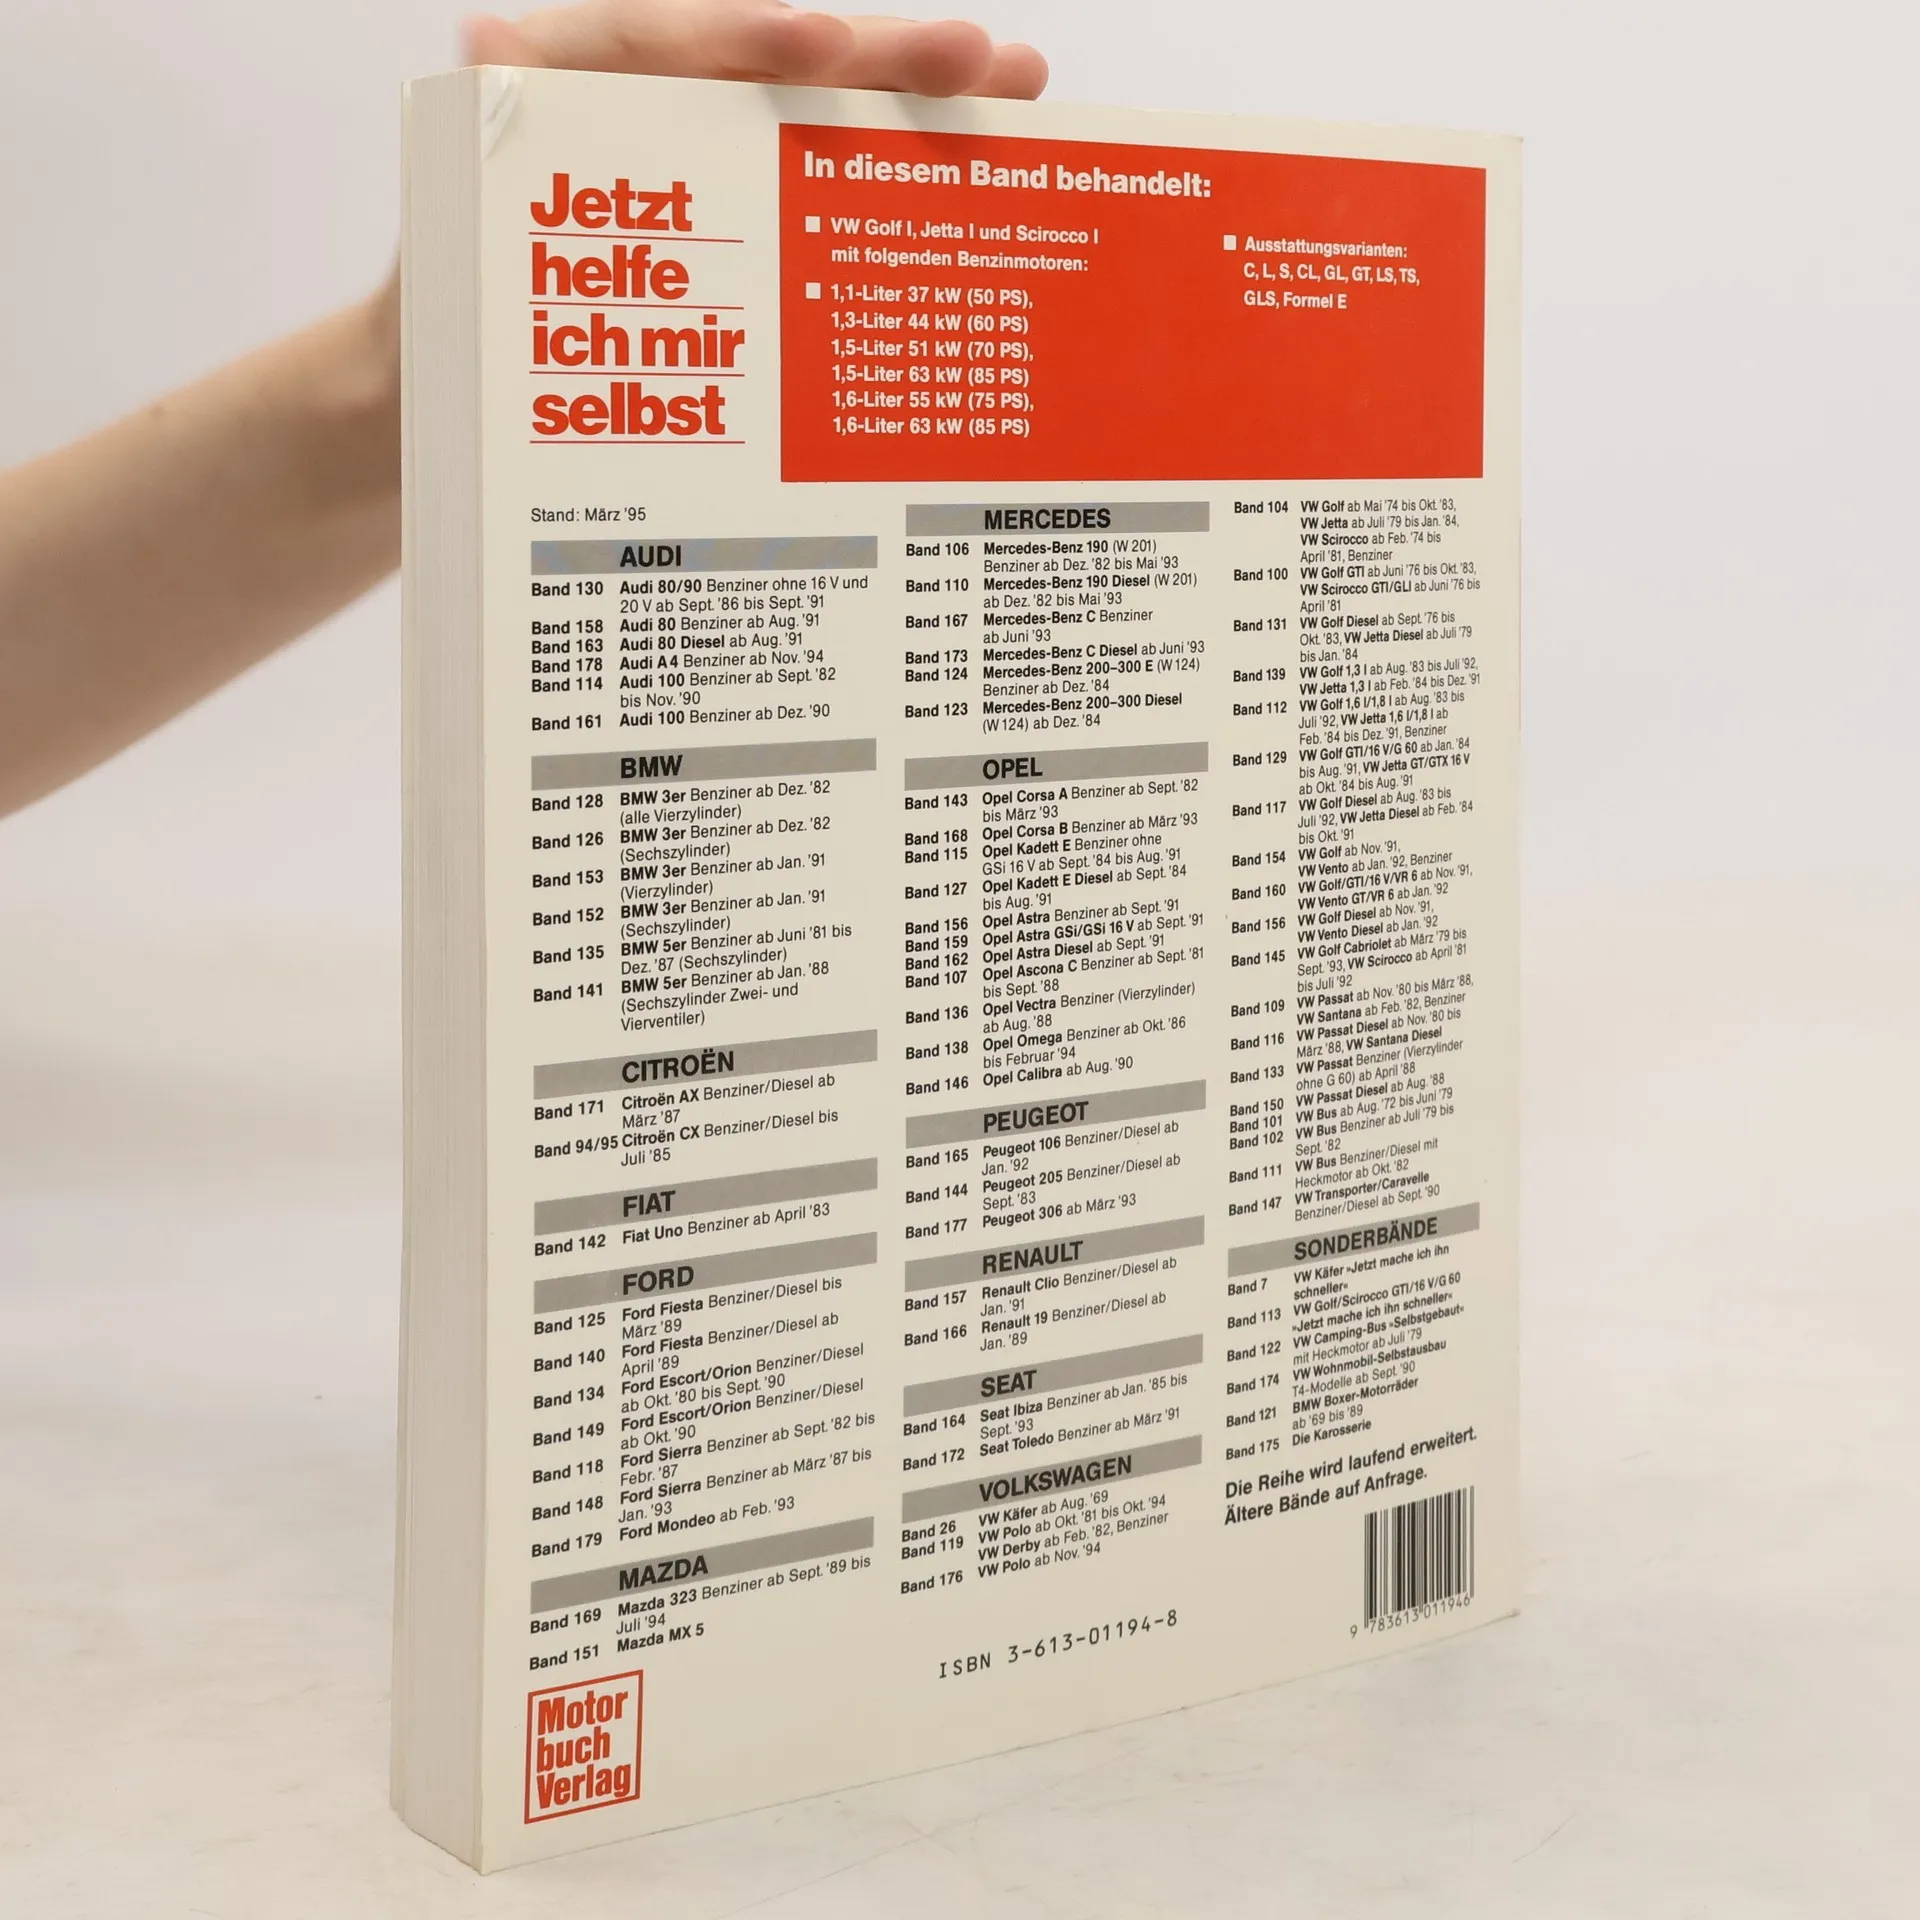 Jetzt
helfe
ich mir
selbst
In diesem Band behandelt:
VW Golf I, Jetta I und Scirocco I
mit folgenden Benzinmotoren:
1,1-Liter 37 kW (50 PS),
1,3-Liter 44 kW (60 PS)
1,5-Liter 51 kW (70 PS),
1,5-Liter 63 kW (85 PS)
1,6-Liter 55 kW (75 PS),
1,6-Liter 63 kW (85 PS)
Ausstattungsvarianten:
C, L, S, CL, GL, GT, LS, TS,
GLS, Formel E
Stand: März '95
AUDI
Band 130 Audi 80/90 Benziner ohne 16 V und
20 V ab Sept. '86 bis Sept. '91
Band 158 Audi 80 Benziner ab Aug. '91
Band 163 Audi 80 Diesel ab Aug. '91
Band 178 Audi A 4 Benziner ab Nov. '94
Band 114 Audi 100 Benziner ab Sept. '82
bis Nov. '90
Band 161 Audi 100 Benziner ab Dez. '90
BMW
Band 128 BMW 3er Benziner ab Dez. '82
(alle Vierzylinder)
Band 126 BMW 3er Benziner ab Dez. '82
(Sechszylinder)
Band 153 BMW 3er Benziner ab Jan. '91
(Vierzylinder)
Band 152 BMW 3er Benziner ab Jan. '91
(Sechszylinder)
Band 135 BMW 5er Benziner ab Juni '81 bis
Dez. '87 (Sechszylinder)
Band 141 BMW 5er Benziner ab Jan. '88
(Sechszylinder Zwei- und
Vierventiler)
CITROËN
Band 171 Citroën AX Benziner/Diesel ab
März '87
Band 94/95 Citroën CX Benziner/Diesel bis
Juli '85
FIAT
Band 142 Fiat Uno Benziner ab April '83
FORD
Band 125 Ford Fiesta Benziner/Diesel bis
März '89
Band 140 Ford Fiesta Benziner/Diesel ab
April '89
Band 134 Ford Escort/Orion Benziner/Diesel
ab Okt. '80 bis Sept. '90
Band 149 Ford Escort/Orion Benziner/Diesel
ab Okt. '90
Band 118 Ford Sierra Benziner ab Sept. '82 bis
Febr. '87
Band 148 Ford Sierra Benziner ab März '87 bis
Jan. '93
Band 179 Ford Mondeo ab Feb. '93
MAZDA
Band 169 Mazda 323 Benziner ab Sept. '89 bis
Juli '94
Band 151 Mazda MX 5
MERCEDES
Band 106 Mercedes-Benz 190 (W 201)
Benziner ab Dez. '82 bis Mai '93
Band 110 Mercedes-Benz 190 Diesel (W 201)
ab Dez. '82 bis Mai '93
Band 167 Mercedes-Benz C Benziner
ab Juni '93
Band 173 Mercedes-Benz C Diesel ab Juni '93
Band 124 Mercedes-Benz 200–300 E (W 124)
Benziner ab Dez. '84
Band 123 Mercedes-Benz 200–300 Diesel
(W 124) ab Dez. '84
OPEL
Band 143 Opel Corsa A Benziner ab Sept. '82
bis März '93
Band 168 Opel Corsa B Benziner ab März '93
Band 115 Opel Kadett E Benziner ohne
GSi 16 V ab Sept. '84 bis Aug. '91
Band 127 Opel Kadett E Diesel ab Sept. '84
bis Aug. '91
Band 156 Opel Astra Benziner ab Sept. '91
Band 159 Opel Astra GSi/GSi 16 V ab Sept. '91
Band 162 Opel Astra Diesel ab Sept. '91
Band 107 Opel Ascona C Benziner ab Sept. '81
bis Sept. '88
Band 136 Opel Vectra Benziner (Vierzylinder)
ab Aug. '88
Band 138 Opel Omega Benziner ab Okt. '86
bis Februar '94
Band 146 Opel Calibra ab Aug. '90
PEUGEOT
Band 165 Peugeot 106 Benziner/Diesel ab
Jan. '92
Band 144 Peugeot 205 Benziner/Diesel ab
Sept. '83
Band 177 Peugeot 306 ab März '93
RENAULT
Band 157 Renault Clio Benziner/Diesel ab
Jan. '91
Band 166 Renault 19 Benziner/Diesel ab
Jan. '89
SEAT
Band 164 Seat Ibiza Benziner ab Jan. '85 bis
Sept. '93
Band 172 Seat Toledo Benziner ab März '91
VOLKSWAGEN
Band 26 VW Käfer ab Aug. '69
Band 119 VW Polo ab Okt. '81 bis Okt. '94
VW Derby ab Feb. '82, Benziner
Band 176 VW Polo ab Nov. '94
Band 104 VW Golf ab Mai '74 bis Okt. '83,
VW Jetta ab Juli '79 bis Jan. '84,
VW Scirocco ab Feb. '74 bis
April '81, Benziner
Band 100 VW Golf GTI ab Juni '76 bis Okt. '83,
VW Scirocco GTI/GLI ab Juni '76 bis
April '81
Band 131 VW Golf Diesel ab Sept. '76 bis
Okt. '83, VW Jetta Diesel ab Juli '79
bis Jan. '84
Band 139 VW Golf 1,3 l ab Aug. '83 bis Juli '92,
VW Jetta 1,3 l ab Feb. '84 bis Dez. '91
Band 112 VW Golf 1,6 l/1,8 l ab Aug. '83 bis
Juli '92, VW Jetta 1,6 l/1,8 l ab
Feb. '84 bis Dez. '91, Benziner
Band 129 VW Golf GTI/16 V/G 60 ab Jan. '84
bis Aug. '91, VW Jetta GT/GTX 16 V
ab Okt. '84 bis Aug. '91
Band 117 VW Golf Diesel ab Aug. '83 bis
Juli '92, VW Jetta Diesel ab Feb. '84
bis Okt. '91
Band 154 VW Golf ab Nov. '91,
VW Vento ab Jan. '92, Benziner
Band 160 VW Golf/GTI/16 V/VR 6 ab Nov. '91,
VW Vento GT/VR 6 ab Jan. '92
Band 156 VW Golf Diesel ab Nov. '91,
VW Vento Diesel ab Jan. '92
Band 145 VW Golf Cabriolet ab März '79 bis
Sept. '93, VW Scirocco ab April '81
bis Juli '92
Band 109 VW Passat ab Nov. '80 bis März '88,
VW Santana ab Feb. '82, Benziner
Band 116 VW Passat Diesel ab Nov. '80 bis
März '88, VW Santana Diesel
Band 133 VW Passat Benziner (Vierzylinder
ohne G 60) ab April '88
Band 150 VW Passat Diesel ab Aug. '88
Band 101 VW Bus ab Aug. '72 bis Juni '79
Band 102 VW Bus Benziner ab Juli '79 bis
Sept. '82
Band 111 VW Bus Benziner/Diesel mit
Heckmotor ab Okt. '82
Band 147 VW Transporter/Caravelle
Benziner/Diesel ab Sept. '90
SONDERBÄNDE
Band 7 VW Käfer »Jetzt mache ich ihn
schneller«
Band 113 VW Golf/Scirocco GTI/16 V/G 60
»Jetzt mache ich ihn schneller«
Band 122 VW Camping-Bus »Selbstgebaut«
mit Heckmotor ab Juli '79
Band 174 VW Wohnmobil-Selbstausbau
T4-Modelle ab Sept. '90
Band 121 BMW Boxer-Motorräder
ab '69 bis '89
Band 175 Die Karosserie
Die Reihe wird laufend erweitert.
Ältere Bände auf Anfrage.
9 783613 011946
ISBN 3-613-01194-8
Motor
buch
Verlag